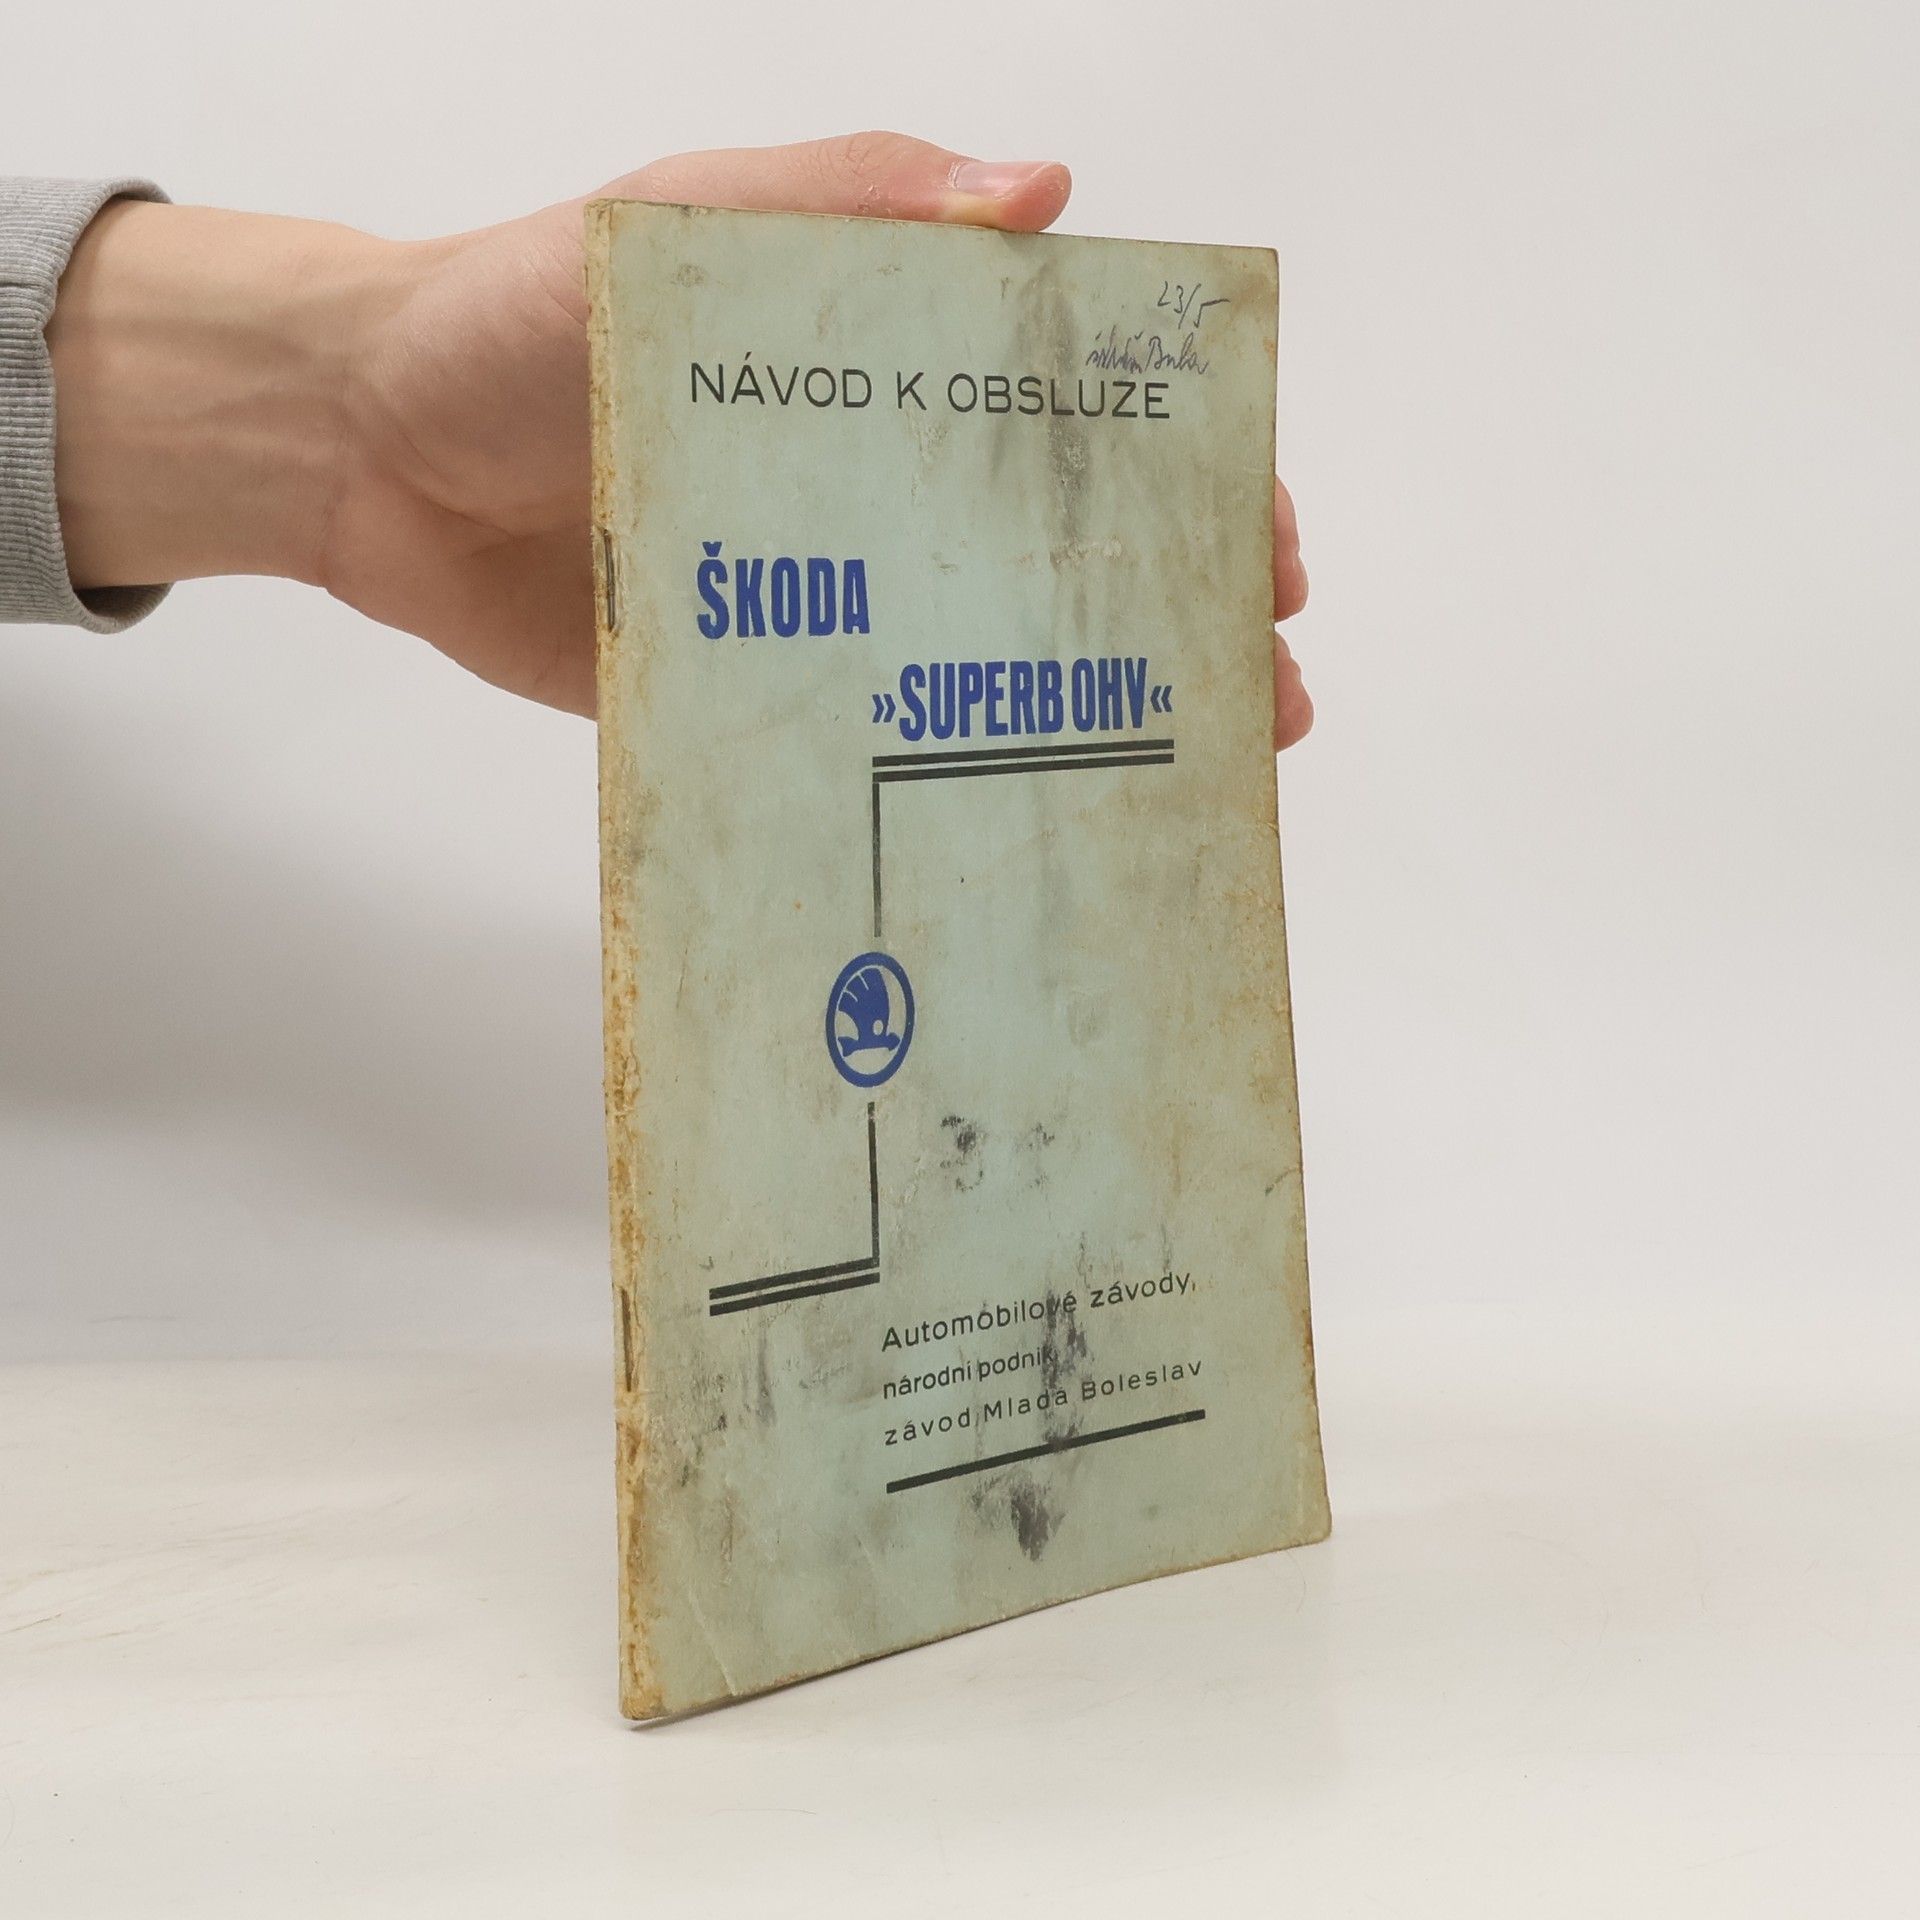 23/5
NÁVOD K OBSLUZE
ŠKODA
»SUPERB OHV«
Automobilové závody,
národní podnik
závod Mladá Boleslav